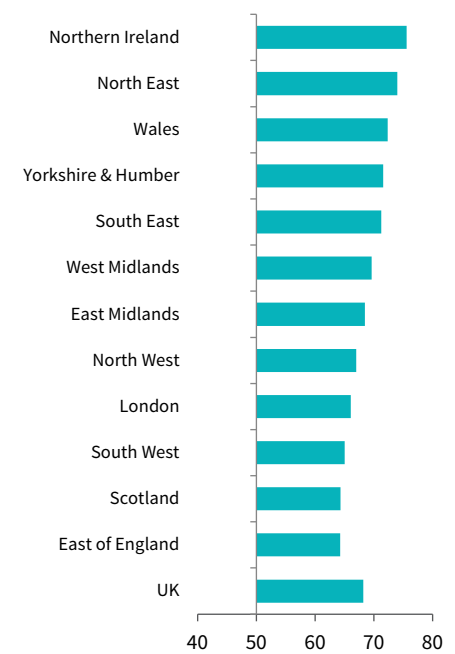 Northern Ireland
North East
Wales
Yorkshire & Humber
South East
West Midlands
East Midlands
North West
London
South West
Scotland
East of England
UK
40 50 60 70 80